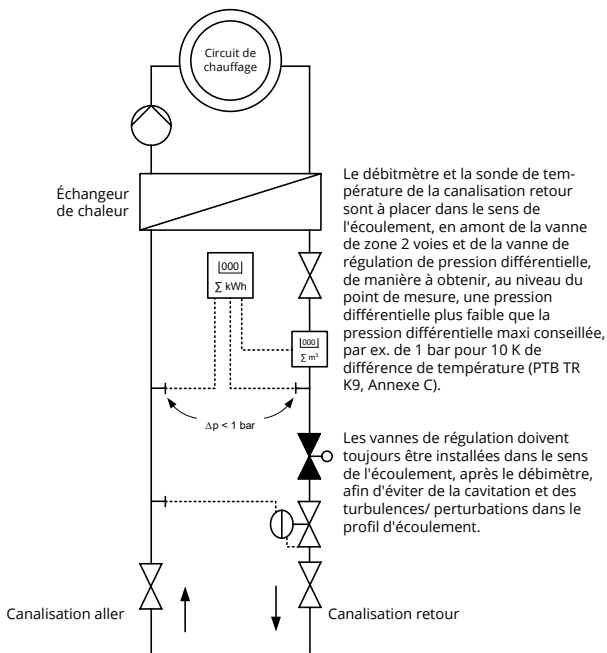 Circuit de
chauffage
Échangeur
de chaleur
Le débitmètre et la sonde de tem-
pérature de la canalisation retour
sont à placer dans le sens de
l'écoulement, en amont de la vanne
de zone 2 voies et de la vanne de
régulation de pression différentielle,
de manière à obtenir, au niveau du
point de mesure, une pression
différentielle plus faible que la
pression différentielle maxi conseillée,
par ex. de 1 bar pour 10 K de
différence de température (PTB TR
K9, Annexe C).
|000|
∑ kWh
|000|
∑ m³
Δp < 1 bar
Les vannes de régulation doivent
toujours être installées dans le sens
de l'écoulement, après le débimètre,
afin d'éviter de la cavitation et des
turbulences/ perturbations dans le
profil d'écoulement.
Canalisation aller
Canalisation retour